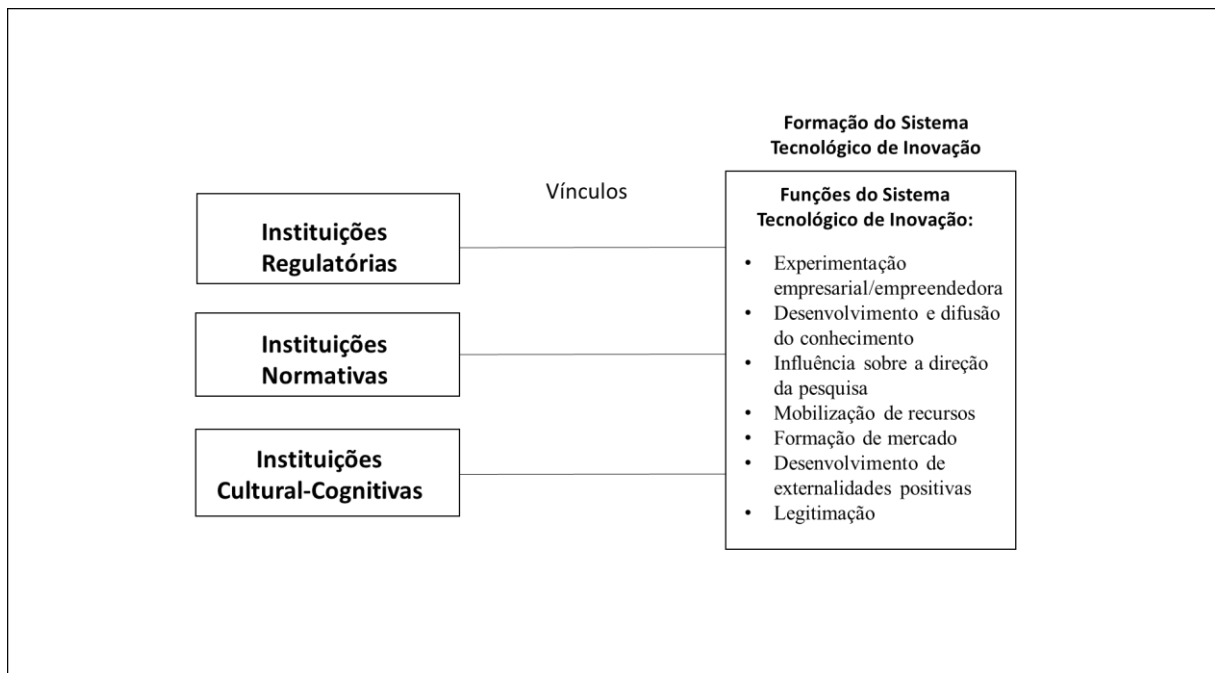 Formação do Sistema
Tecnológico de Inovação
Vínculos
Instituições
Regulatórias
Instituições
Normativas
Instituições
Cultural-Cognitivas
Funções do Sistema
Tecnológico de Inovação:
• Experimentação
empresarial/empreendedora
• Desenvolvimento e difusão
do conhecimento
• Influência sobre a direção
da pesquisa
• Mobilização de recursos
• Formação de mercado
• Desenvolvimento de
externalidades positivas
• Legitimação